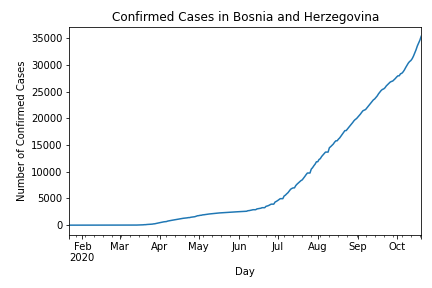 Confirmed Cases in Bosnia and Herzegovina
Number of Confirmed Cases
35000
30000
25000
20000
15000
10000
5000
0
Feb Mar Apr May Jun Jul Aug Sep Oct
2020
Day